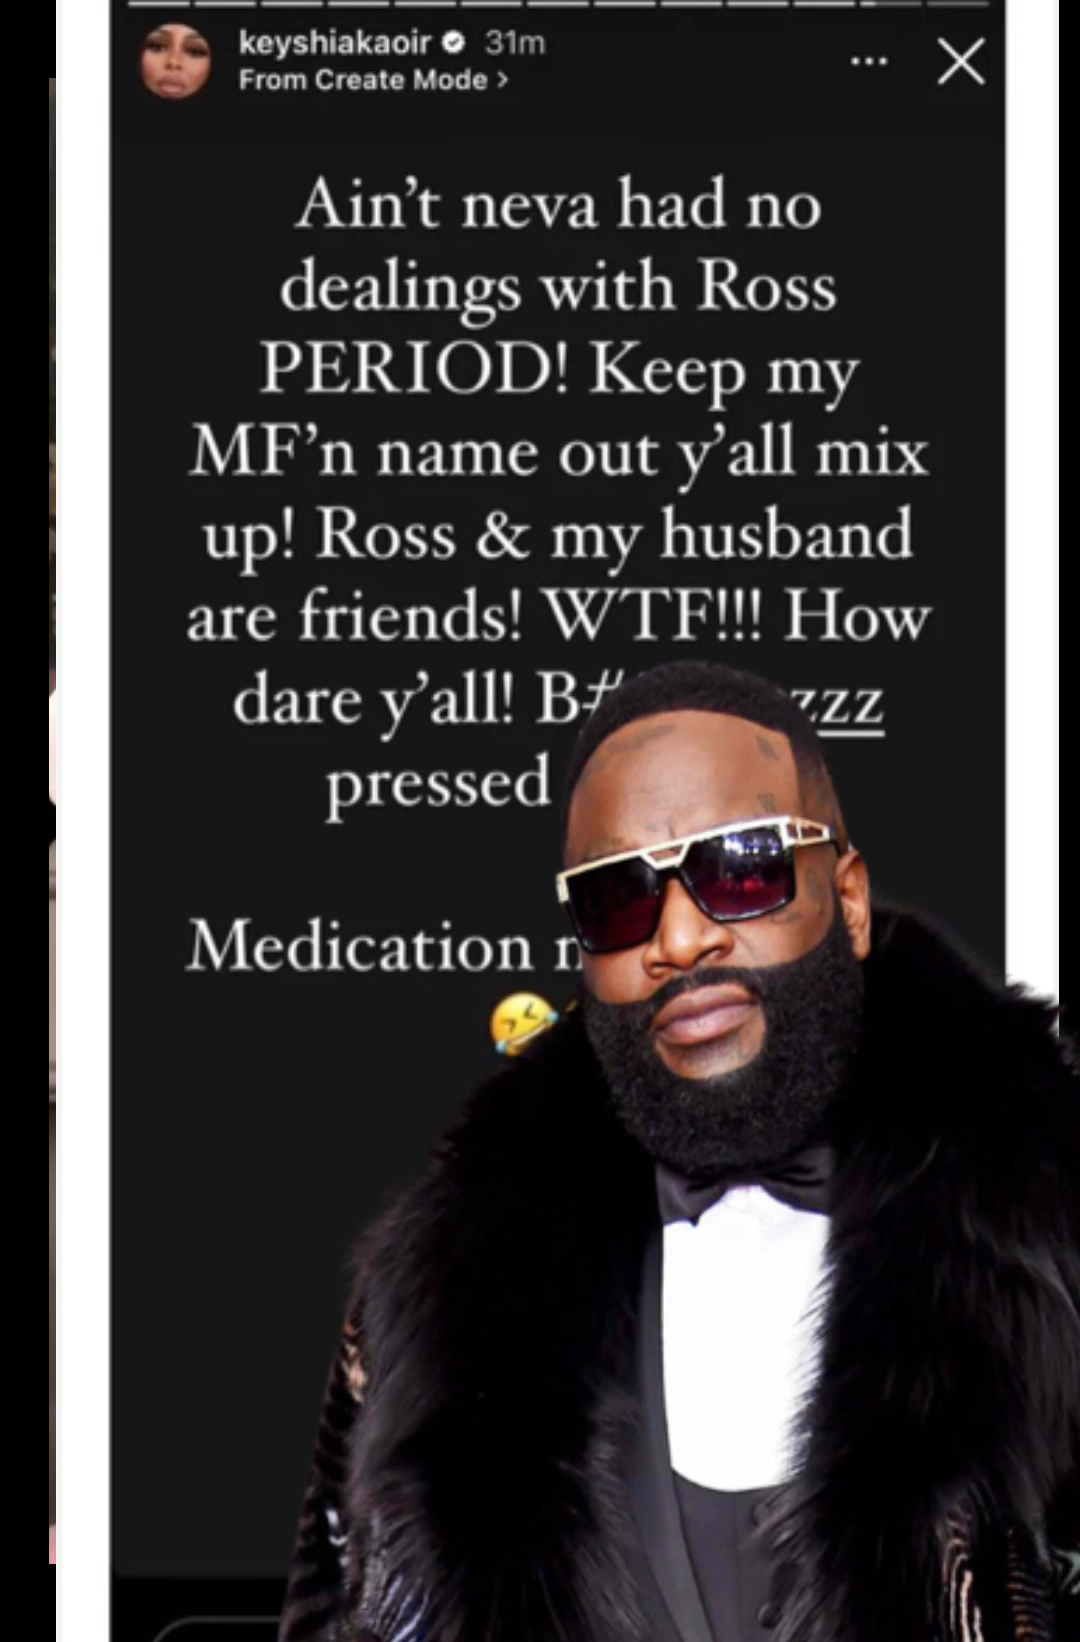 keyshiakaoir 31m
From Create Mode >
Ain't neva had no
dealings with Ross
PERIOD! Keep my
MF'n name out y'all mix
up! Ross & my husband
are friends! WTF!!! How
dare y'all! B# zzz
pressed
Medication